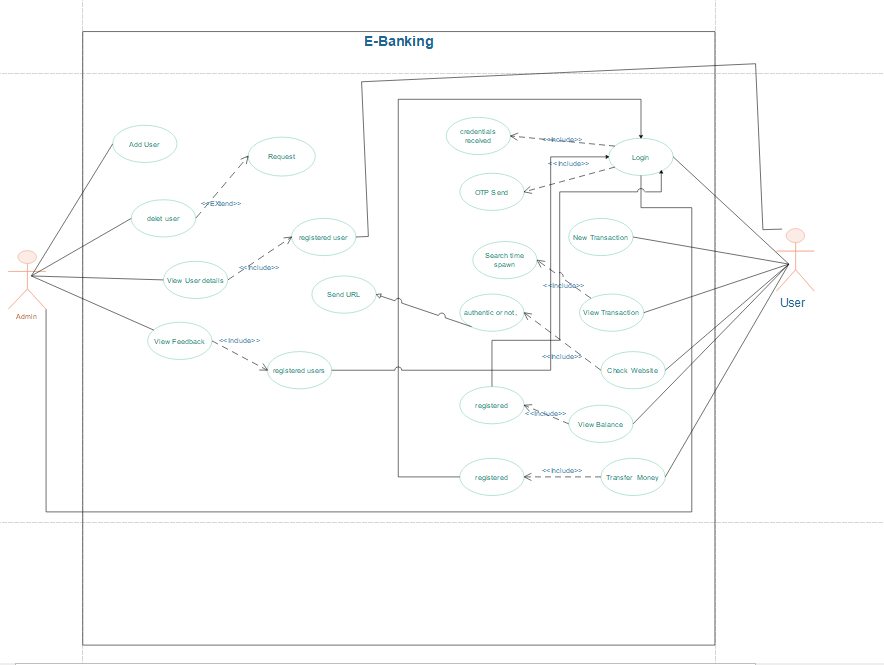 E-Banking
credentials
received
<<Include>>
Add User
Request
Login
<<Include>>
OTP Send
<<EXtend>>
delet user
registered user
New Transaction
Search time
spawn
<<Include>>
View User details
<<Include>>
Send URL
User
authentic or not.
View Transaction
Admin
View Feedback
<<Include>>
<<Include>>
registered users
Check Website
registered
<<Include>>
View Balance
<<Include>>
registered
Transfer Money